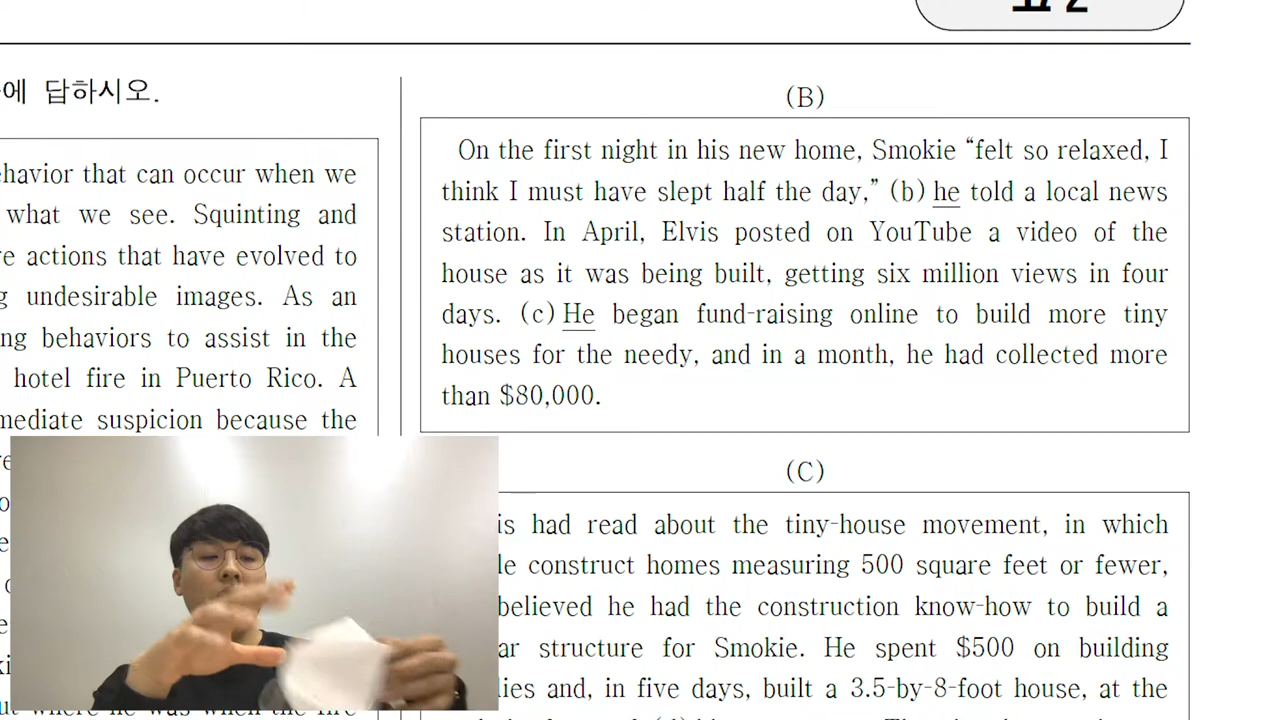 에 답하시오.
havior that can occur when we
what we see. Squinting and
e actions that have evolved to
g undesirable images. As an
ng behaviors to assist in the
hotel fire in Puerto Rico. A
mediate suspicion because the
(B)
On the first night in his new home, Smokie “felt so relaxed, I
think I must have slept half the day,” (b) he told a local news
station. In April, Elvis posted on YouTube a video of the
house as it was being built, getting six million views in four
days. (c) He began fund-raising online to build more tiny
houses for the needy, and in a month, he had collected more
than $80,000.
(C)
is had read about the tiny-house movement, in which
le construct homes measuring 500 square feet or fewer,
believed he had the construction know-how to build a
ar structure for Smokie. He spent $500 on building
lies and, in five days, built a 3.5-by-8-foot house, at the